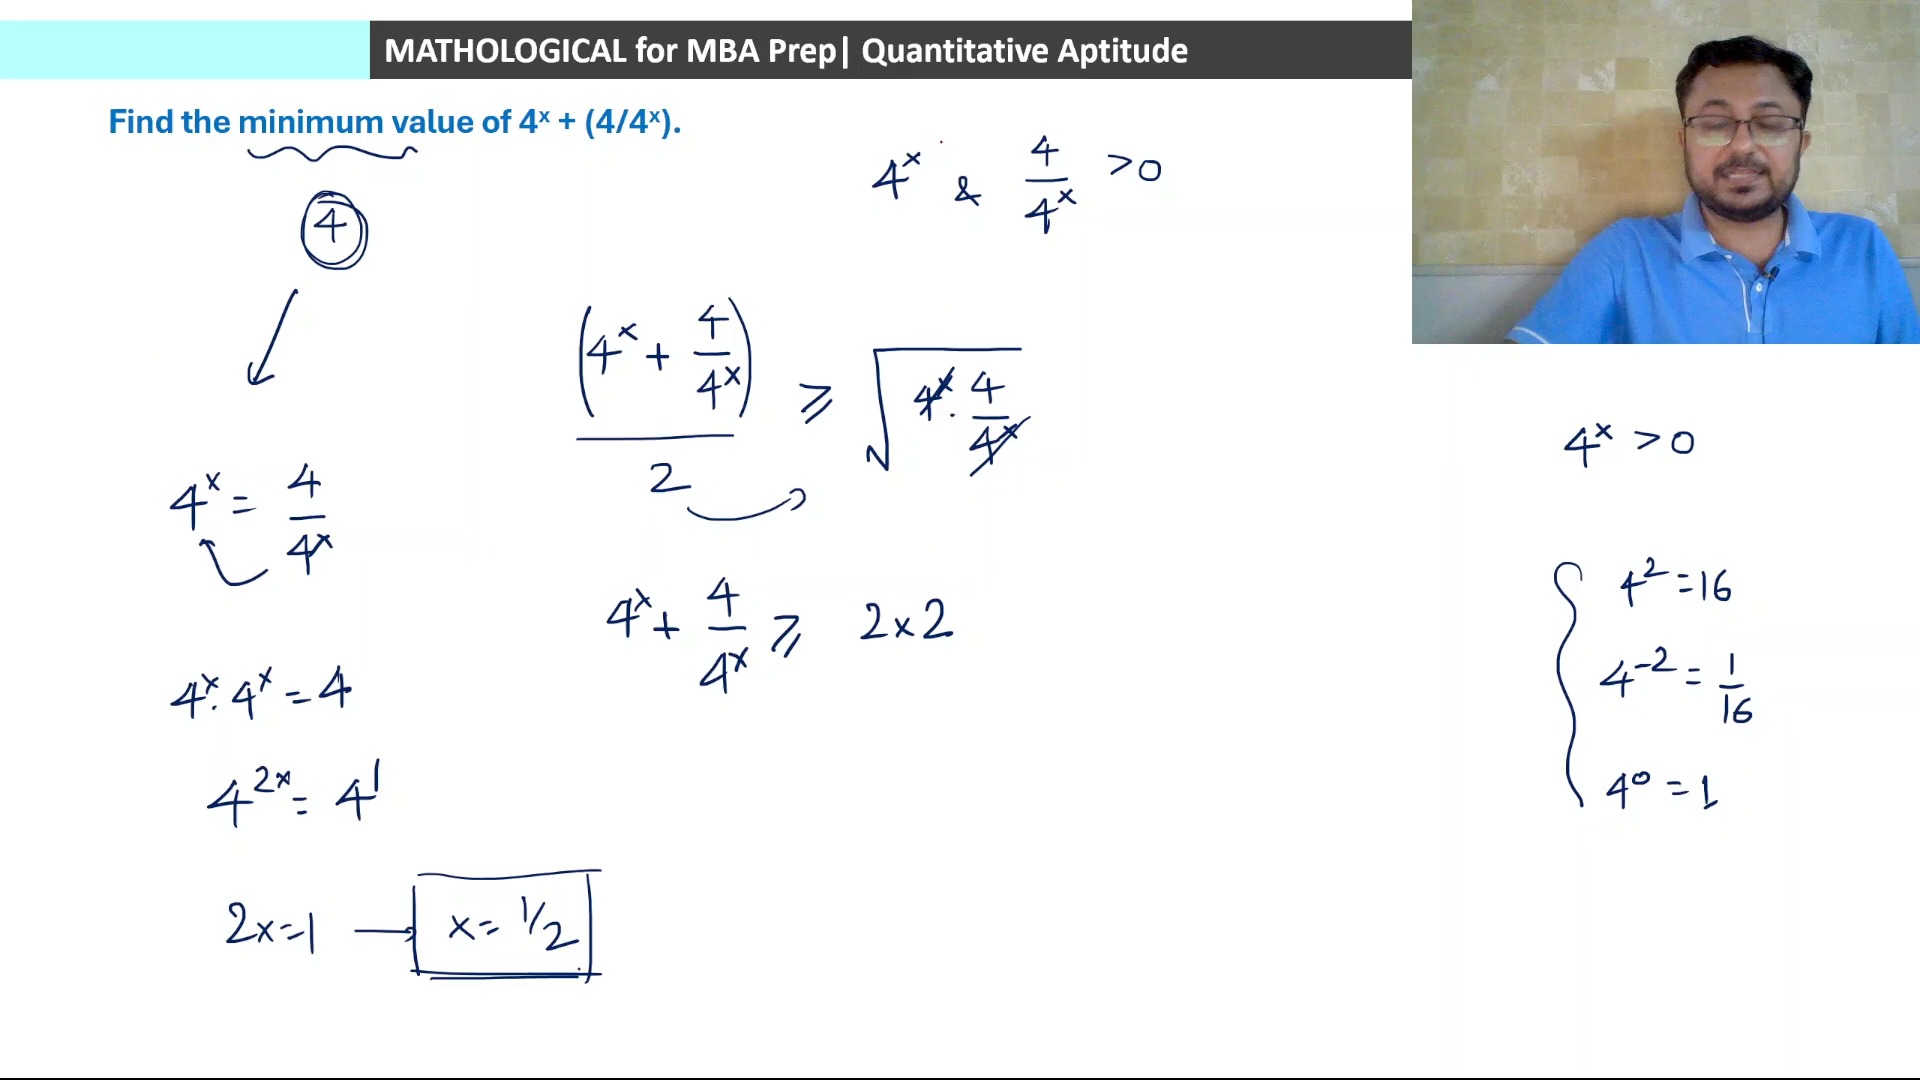 MATHOLOGICAL for MBA Prep| Quantitative Aptitude
Find the minimum value of 4ˣ + (4/4ˣ).
4
4ˣ & 4/4ˣ >0
(4ˣ + 4/4ˣ)/2 ⩾ √(4ˣ · 4/4ˣ)
4ˣ + 4/4ˣ ⩾ 2x2
4ˣ = 4/4ˣ
4ˣ · 4ˣ = 4
4²ˣ = 4¹
2x=1 → x= 1/2
4ˣ > 0
4² = 16
4⁻² = 1/16
4⁰ = 1